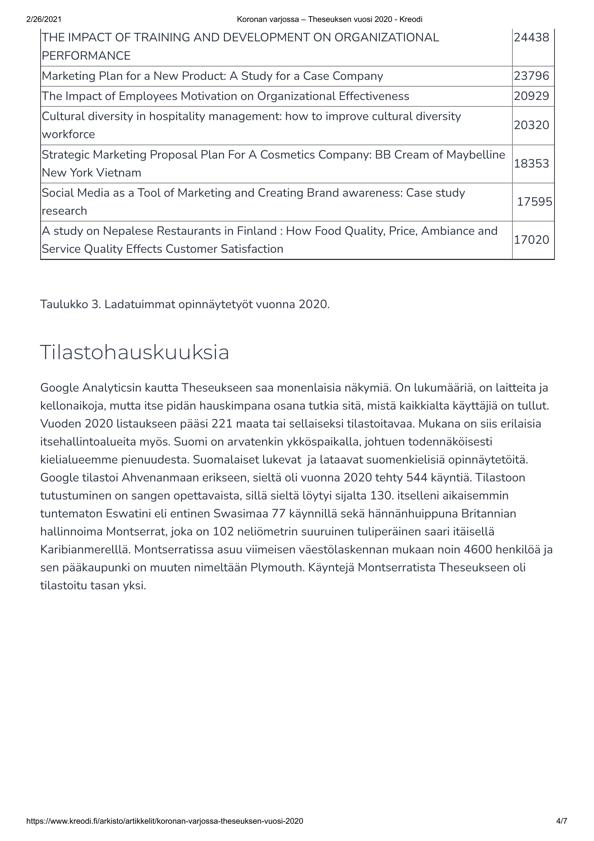 2/26/2021 Koronan varjossa – Theseuksen vuosi 2020 - Kreodi
THE IMPACT OF TRAINING AND DEVELOPMENT ON ORGANIZATIONAL
PERFORMANCE 24438
Marketing Plan for a New Product: A Study for a Case Company 23796
The Impact of Employees Motivation on Organizational Effectiveness 20929
Cultural diversity in hospitality management: how to improve cultural diversity
workforce 20320
Strategic Marketing Proposal Plan For A Cosmetics Company: BB Cream of Maybelline
New York Vietnam 18353
Social Media as a Tool of Marketing and Creating Brand awareness: Case study
research 17595
A study on Nepalese Restaurants in Finland : How Food Quality, Price, Ambiance and
Service Quality Effects Customer Satisfaction 17020
Taulukko 3. Ladatuimmat opinnäytetyöt vuonna 2020.
Tilastohauskuuksia
Google Analyticsin kautta Theseukseen saa monenlaisia näkymiä. On lukumääriä, on laitteita ja
kellonaikoja, mutta itse pidän hauskimpana osana tutkia sitä, mistä kaikkialta käyttäjiä on tullut.
Vuoden 2020 listaukseen pääsi 221 maata tai sellaiseksi tilastoitavaa. Mukana on siis erilaisia
itsehallintoalueita myös. Suomi on arvatenkin ykköspaikalla, johtuen todennäköisesti
kielialueemme pienuudesta. Suomalaiset lukevat  ja lataavat suomenkielisiä opinnäytetöitä.
Google tilastoi Ahvenanmaan erikseen, sieltä oli vuonna 2020 tehty 544 käyntiä. Tilastoon
tutustuminen on sangen opettavaista, sillä sieltä löytyi sijalta 130. itselleni aikaisemmin
tuntematon Eswatini eli entinen Swasimaa 77 käynnillä sekä hännänhuippuna Britannian
hallinnoima Montserrat, joka on 102 neliömetrin suuruinen tuliperäinen saari itäisellä
Karibianmerelllä. Montserratissa asuu viimeisen väestölaskennan mukaan noin 4600 henkilöä ja
sen pääkaupunki on muuten nimeltään Plymouth. Käyntejä Montserratista Theseukseen oli
tilastoitu tasan yksi.
https://www.kreodi.fi/arkisto/artikkelit/koronan-varjossa-theseuksen-vuosi-2020 4/7